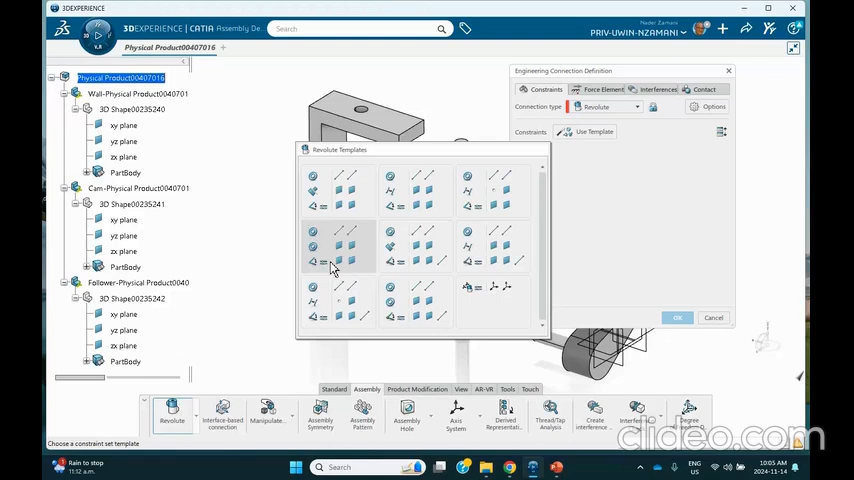 3DEXPERIENCE
3DEXPERIENCE | CATIA Assembly De...
Search
Nader Zamani
PRIV-UWIN-NZAMANI
3D
V.R
Physical Product00407016
Physical Product00407016
Wall-Physical Product0040701
3D Shape00235240
xy plane
yz plane
zx plane
PartBody
Cam-Physical Product0040701
3D Shape00235241
xy plane
yz plane
zx plane
PartBody
Follower-Physical Product0040
3D Shape00235242
xy plane
yz plane
zx plane
PartBody
Revolute Templates
Engineering Connection Definition
Constraints
Force Element
Interferences
Contact
Connection type
Revolute
Options
Constraints
Use Template
OK
Cancel
Standard
Assembly
Product Modification
View
AR-VR
Tools
Touch
Revolute
Interface-based connection
Manipulate...
Assembly Symmetry
Assembly Pattern
Assembly Hole
Axis System
Derived Representati...
Thread/Tap Analysis
Create interference ...
Degree
Choose a constraint set template
clideo.com
Rain to stop
11:12 a.m.
Search
ENG
US
10:05 AM
2024-11-14